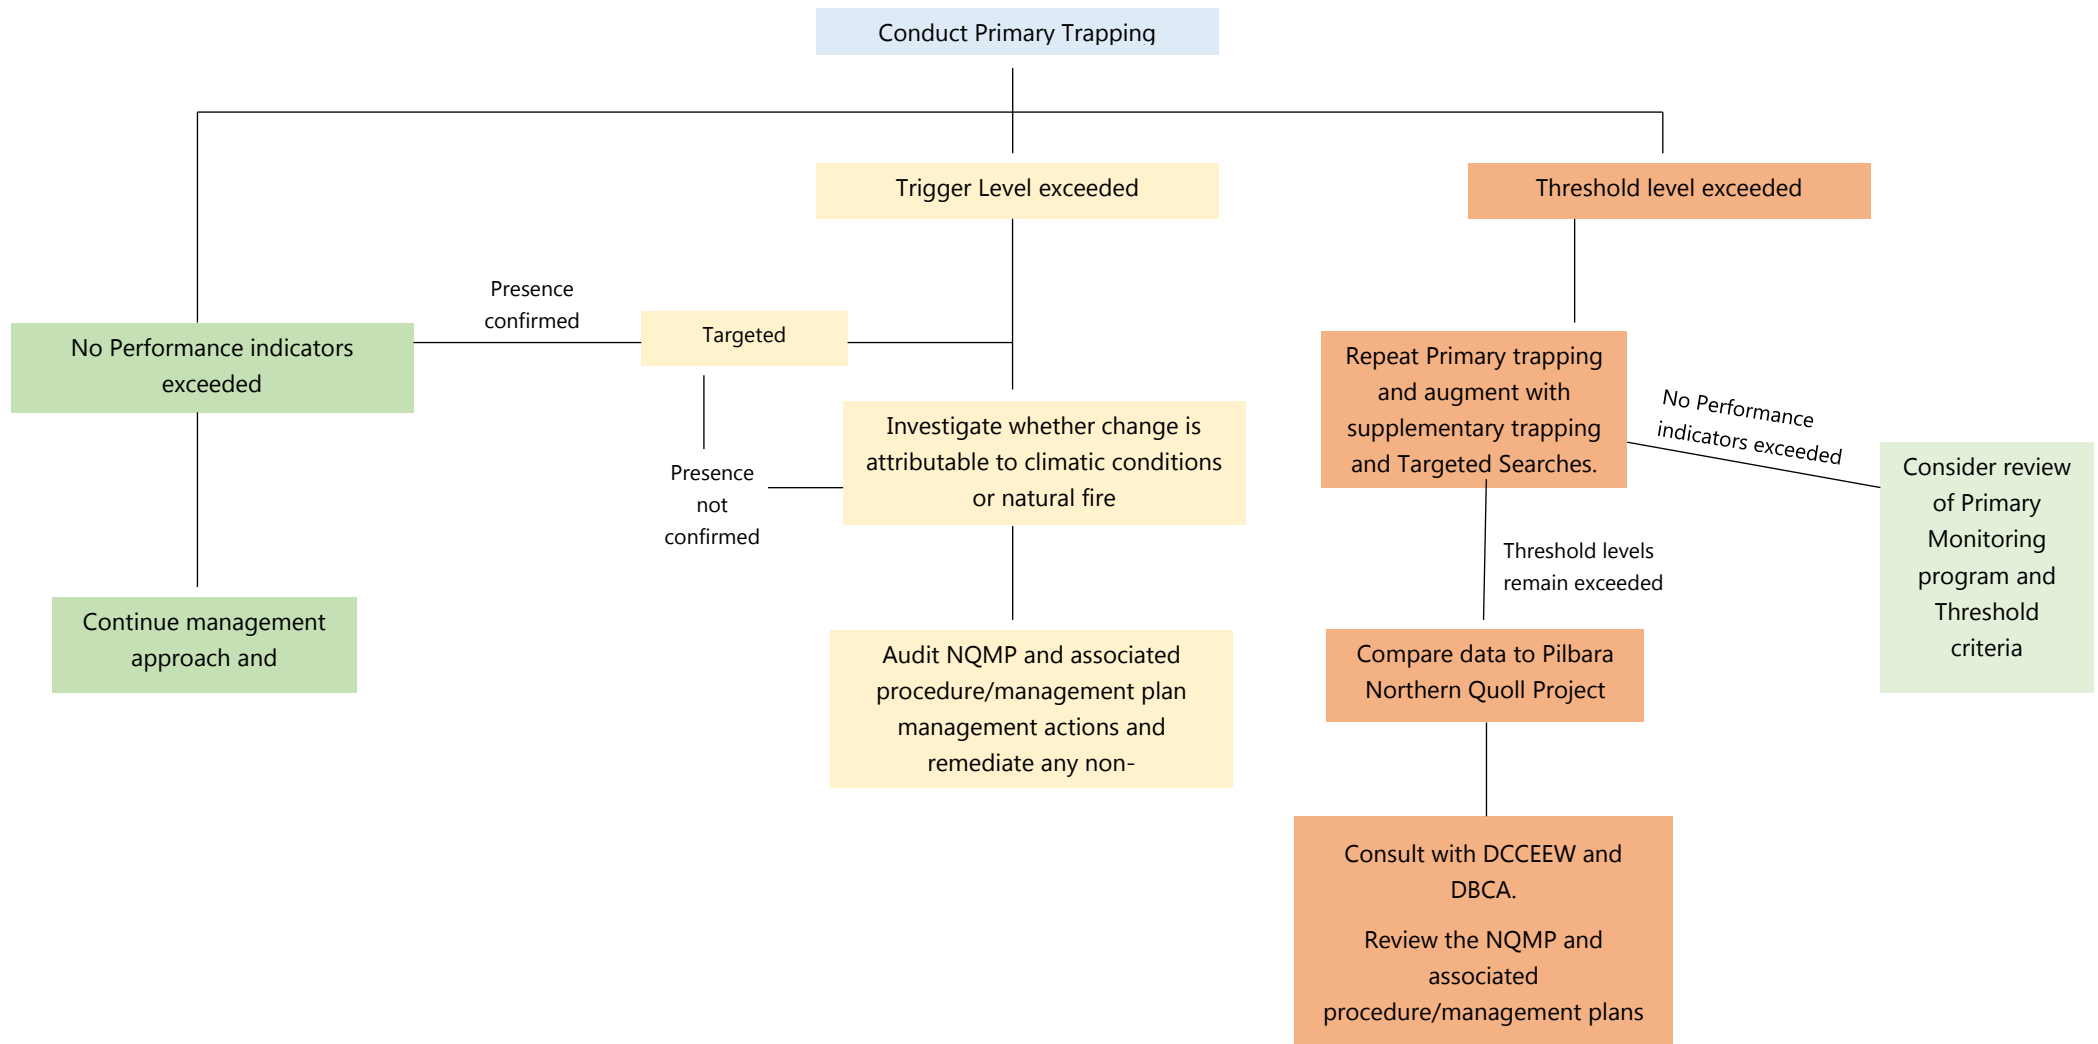 Conduct Primary Trapping
Trigger Level exceeded
Threshold level exceeded
Presence
confirmed
Targeted
No Performance indicators
exceeded
Repeat Primary trapping
and augment with
supplementary trapping
and Targeted Searches.
No Performance
indicators exceeded
Investigate whether change is
attributable to climatic conditions
or natural fire
Presence
not
confirmed
Consider review
of Primary
Monitoring
program and
Threshold
criteria
Threshold levels
remain exceeded
Continue management
approach and
Audit NQMP and associated
procedure/management plan
management actions and
remediate any non-
Compare data to Pilbara
Northern Quoll Project
Consult with DCCEEW and
DBCA.
Review the NQMP and
associated
procedure/management plans